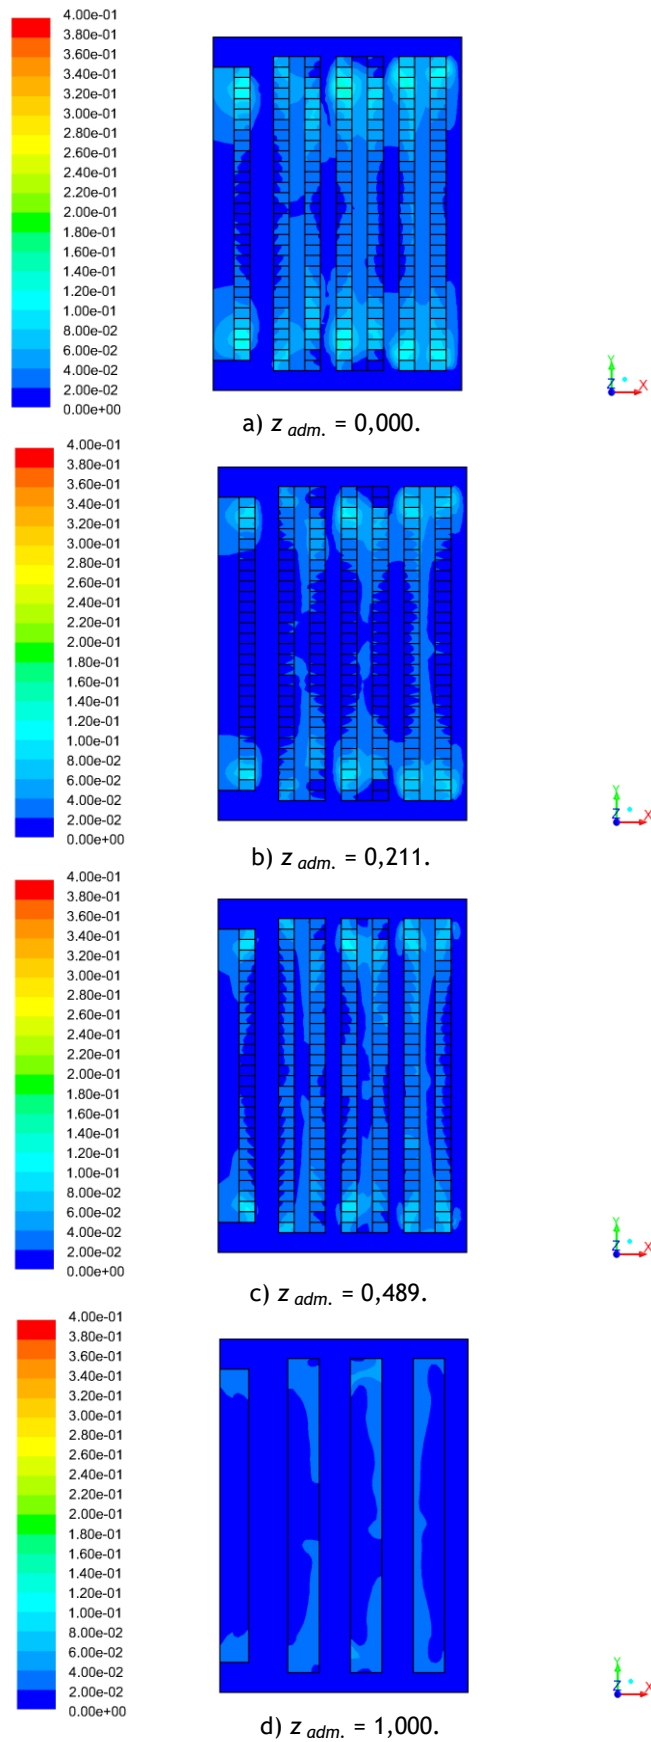 4.00e-01
3.80e-01
3.60e-01
3.40e-01
3.20e-01
3.00e-01
2.80e-01
2.60e-01
2.40e-01
2.20e-01
2.00e-01
1.80e-01
1.60e-01
1.40e-01
1.20e-01
1.00e-01
8.00e-02
6.00e-02
4.00e-02
2.00e-02
0.00e+00
Y
Z X
a) z adm. = 0,000.
4.00e-01
3.80e-01
3.60e-01
3.40e-01
3.20e-01
3.00e-01
2.80e-01
2.60e-01
2.40e-01
2.20e-01
2.00e-01
1.80e-01
1.60e-01
1.40e-01
1.20e-01
1.00e-01
8.00e-02
6.00e-02
4.00e-02
2.00e-02
0.00e+00
Y
Z X
b) z adm. = 0,211.
4.00e-01
3.80e-01
3.60e-01
3.40e-01
3.20e-01
3.00e-01
2.80e-01
2.60e-01
2.40e-01
2.20e-01
2.00e-01
1.80e-01
1.60e-01
1.40e-01
1.20e-01
1.00e-01
8.00e-02
6.00e-02
4.00e-02
2.00e-02
0.00e+00
Y
Z X
c) z adm. = 0,489.
4.00e-01
3.80e-01
3.60e-01
3.40e-01
3.20e-01
3.00e-01
2.80e-01
2.60e-01
2.40e-01
2.20e-01
2.00e-01
1.80e-01
1.60e-01
1.40e-01
1.20e-01
1.00e-01
8.00e-02
6.00e-02
4.00e-02
2.00e-02
0.00e+00
Y
Z X
d) z adm. = 1,000.